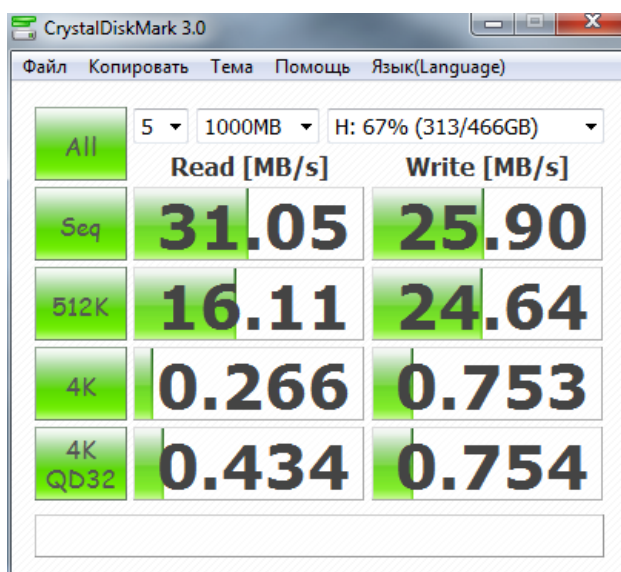 CrystalDiskMark 3.0
Файл Копировать Тема Помощь Язык(Language)
All 5 1000MB H: 67% (313/466GB)
Read [MB/s] Write [MB/s]
Seq 31.05 25.90
512K 16.11 24.64
4K 0.266 0.753
4K QD32 0.434 0.754